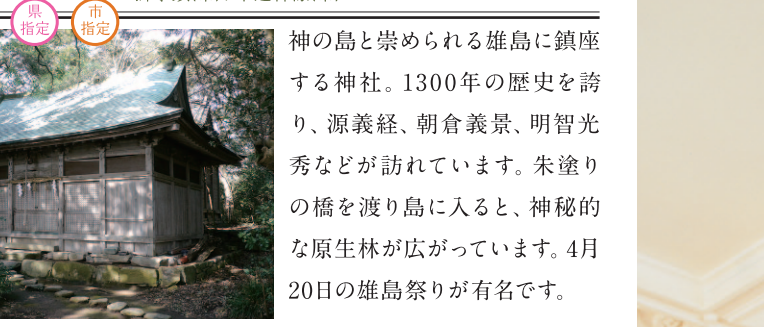 県
指定
市
指定
神の島と崇められる雄島に鎮座
する神社。1300年の歴史を誇
り、源義経、朝倉義景、明智光
秀などが訪れています。朱塗り
の橋を渡り島に入ると、神秘的
な原生林が広がっています。4月
20日の雄島祭りが有名です。